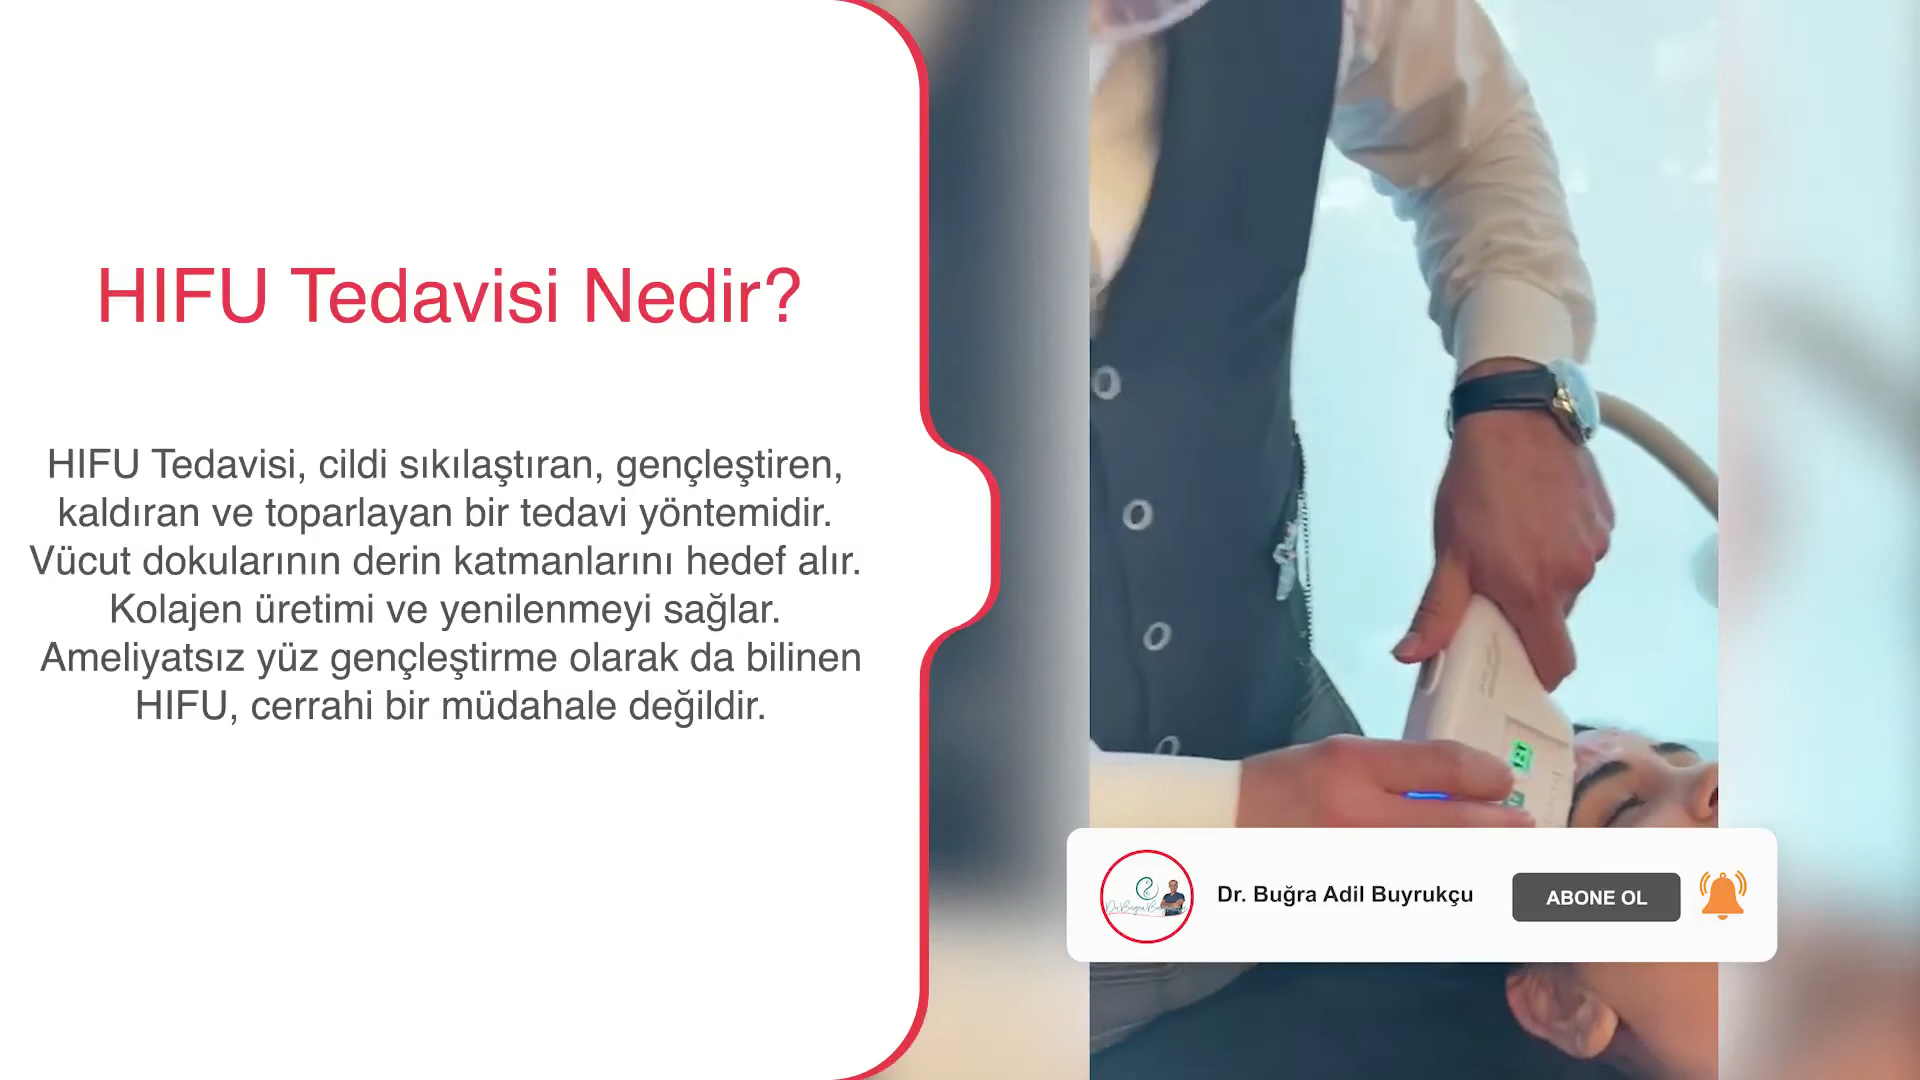 HIFU Tedavisi Nedir?
HIFU Tedavisi, cildi sıkılaştıran, gençleştiren,
kaldıran ve toparlayan bir tedavi yöntemidir.
Vücut dokularının derin katmanlarını hedef alır.
Kolajen üretimi ve yenilenmeyi sağlar.
Ameliyatsız yüz gençleştirme olarak da bilinen
HIFU, cerrahi bir müdahale değildir.
Dr. Buğra Adil Buyrukçu
ABONE OL